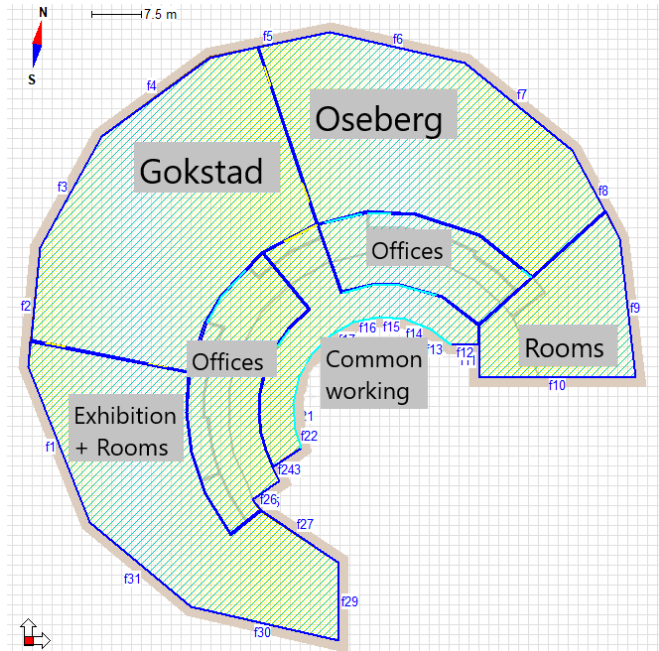 N
S
7.5 m
f5
f6
f4
f7
Oseberg
Gokstad
f3
f8
Offices
f2
f9
f16
f15
f14
f13
f12
Rooms
Offices
Common
working
f10
Exhibition
+ Rooms
f1
f22
f243
f26
f27
f31
f29
f30